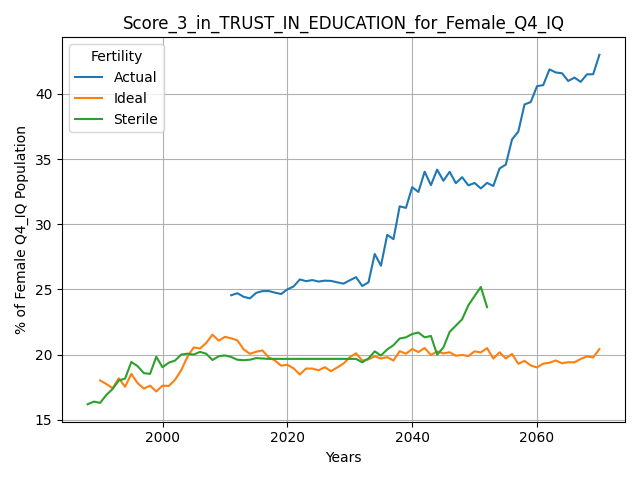 Score_3_in_TRUST_IN_EDUCATION_for_Female_Q4_IQ
Fertility
Actual
Ideal
Sterile
% of Female Q4_IQ Population
40
35
30
25
20
15
2000
2020
2040
2060
Years